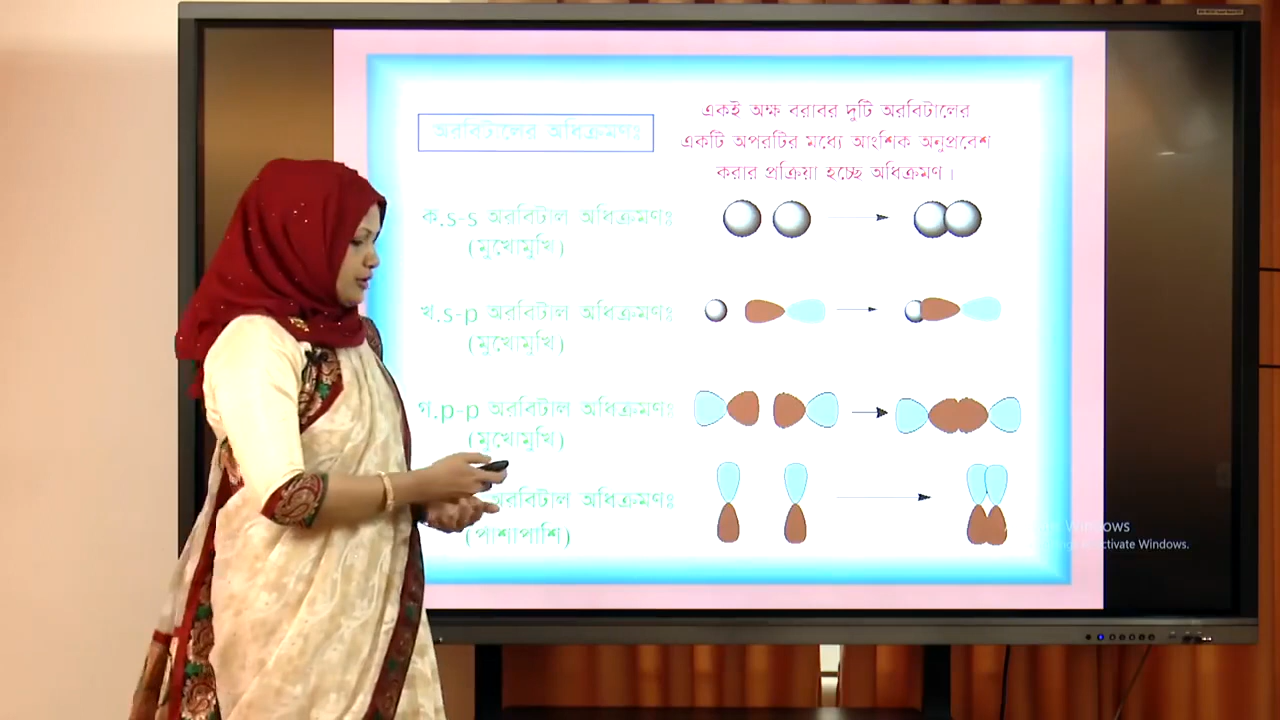 অরবিটালের অধিক্রমণঃ
একই অক্ষ বরাবর দুটি অরবিটালের
একটি অপরটির মধ্যে আংশিক অনুপ্রবেশ
করার প্রক্রিয়া হচ্ছে অধিক্রমণ।
ক.s-s অরবিটাল অধিক্রমণঃ
(মুখোমুখি)
খ.s-p অরবিটাল অধিক্রমণঃ
(মুখোমুখি)
গ.p-p অরবিটাল অধিক্রমণঃ
(মুখোমুখি)
অরবিটাল অধিক্রমণঃ
(পাশাপাশি)
Windows
Activate Windows.